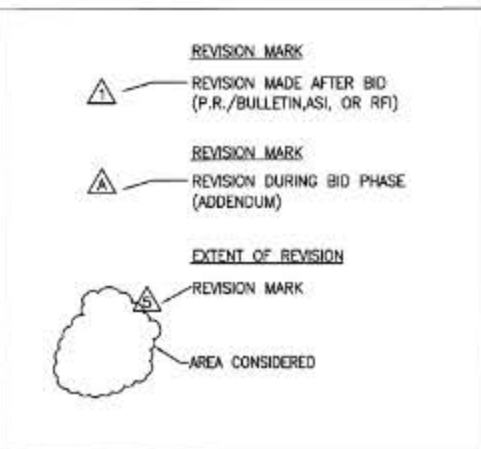 REVISION MARK
1
REVISION MADE AFTER BID
(P.R./BULLETIN,ASI, OR RFI)
REVISION MARK
A
REVISION DURING BID PHASE
(ADDENDUM)
EXTENT OF REVISION
5
REVISION MARK
AREA CONSIDERED